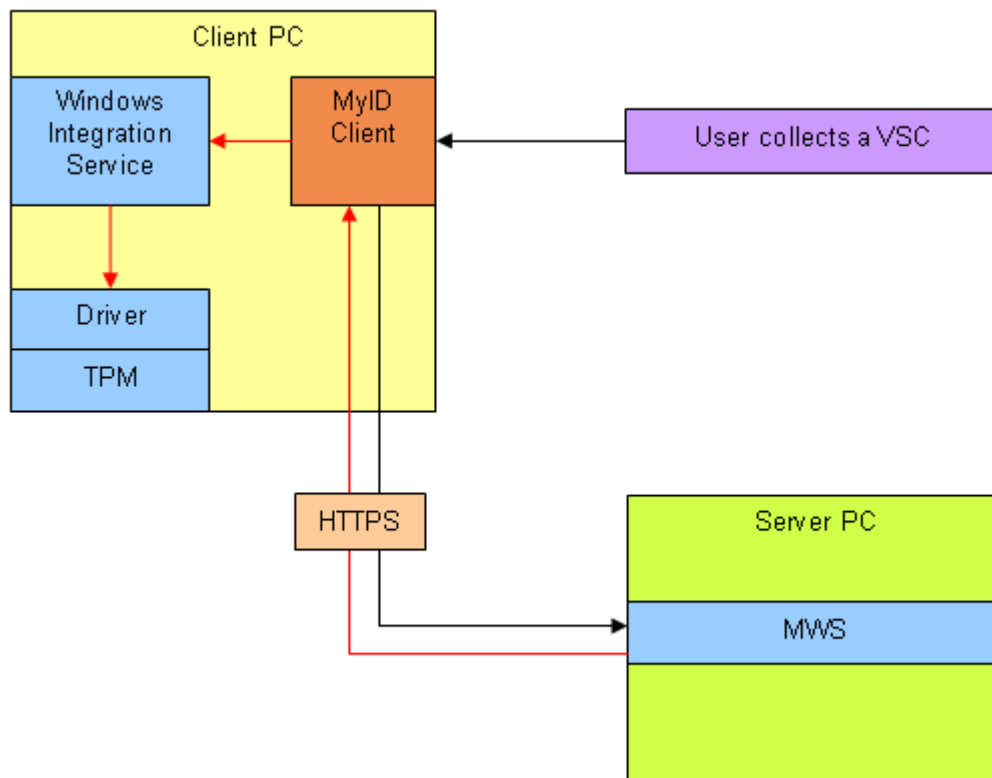 Client PC
Windows
Integration
Service
MyID
Client
User collects a VSC
Driver
TPM
HTTPS
Server PC
MWS